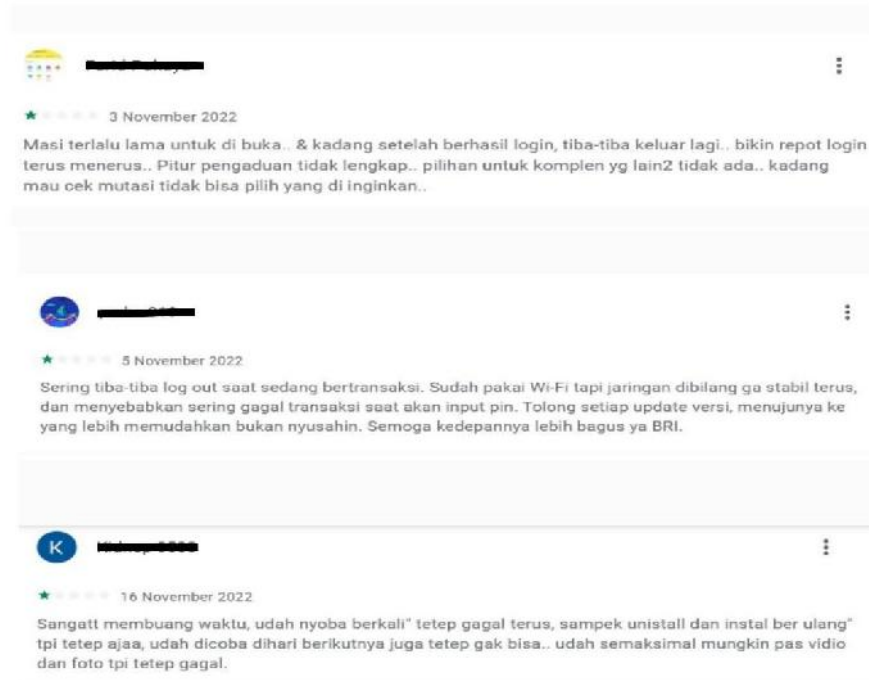 3 November 2022
Masi terlalu lama untuk di buka.. & kadang setelah berhasil login, tiba-tiba keluar lagi.. bikin repot login
terus menerus.. Pitur pengaduan tidak lengkap.. pilihan untuk komplen yg lain2 tidak ada.. kadang
mau cek mutasi tidak bisa pilih yang di inginkan..
5 November 2022
Sering tiba-tiba log out saat sedang bertransaksi. Sudah pakai Wi-Fi tapi jaringan dibilang ga stabil terus,
dan menyebabkan sering gagal transaksi saat akan input pin. Tolong setiap update versi, menujunya ke
yang lebih memudahkan bukan nyusahin. Semoga kedepannya lebih bagus ya BRI.
K
16 November 2022
Sangatt membuang waktu, udah nyoba berkali" tetep gagal terus, sampek unistall dan instal ber ulang"
tpi tetep ajaa, udah dicoba dihari berikutnya juga tetep gak bisa.. udah semaksimal mungkin pas vidio
dan foto tpi tetep gagal.